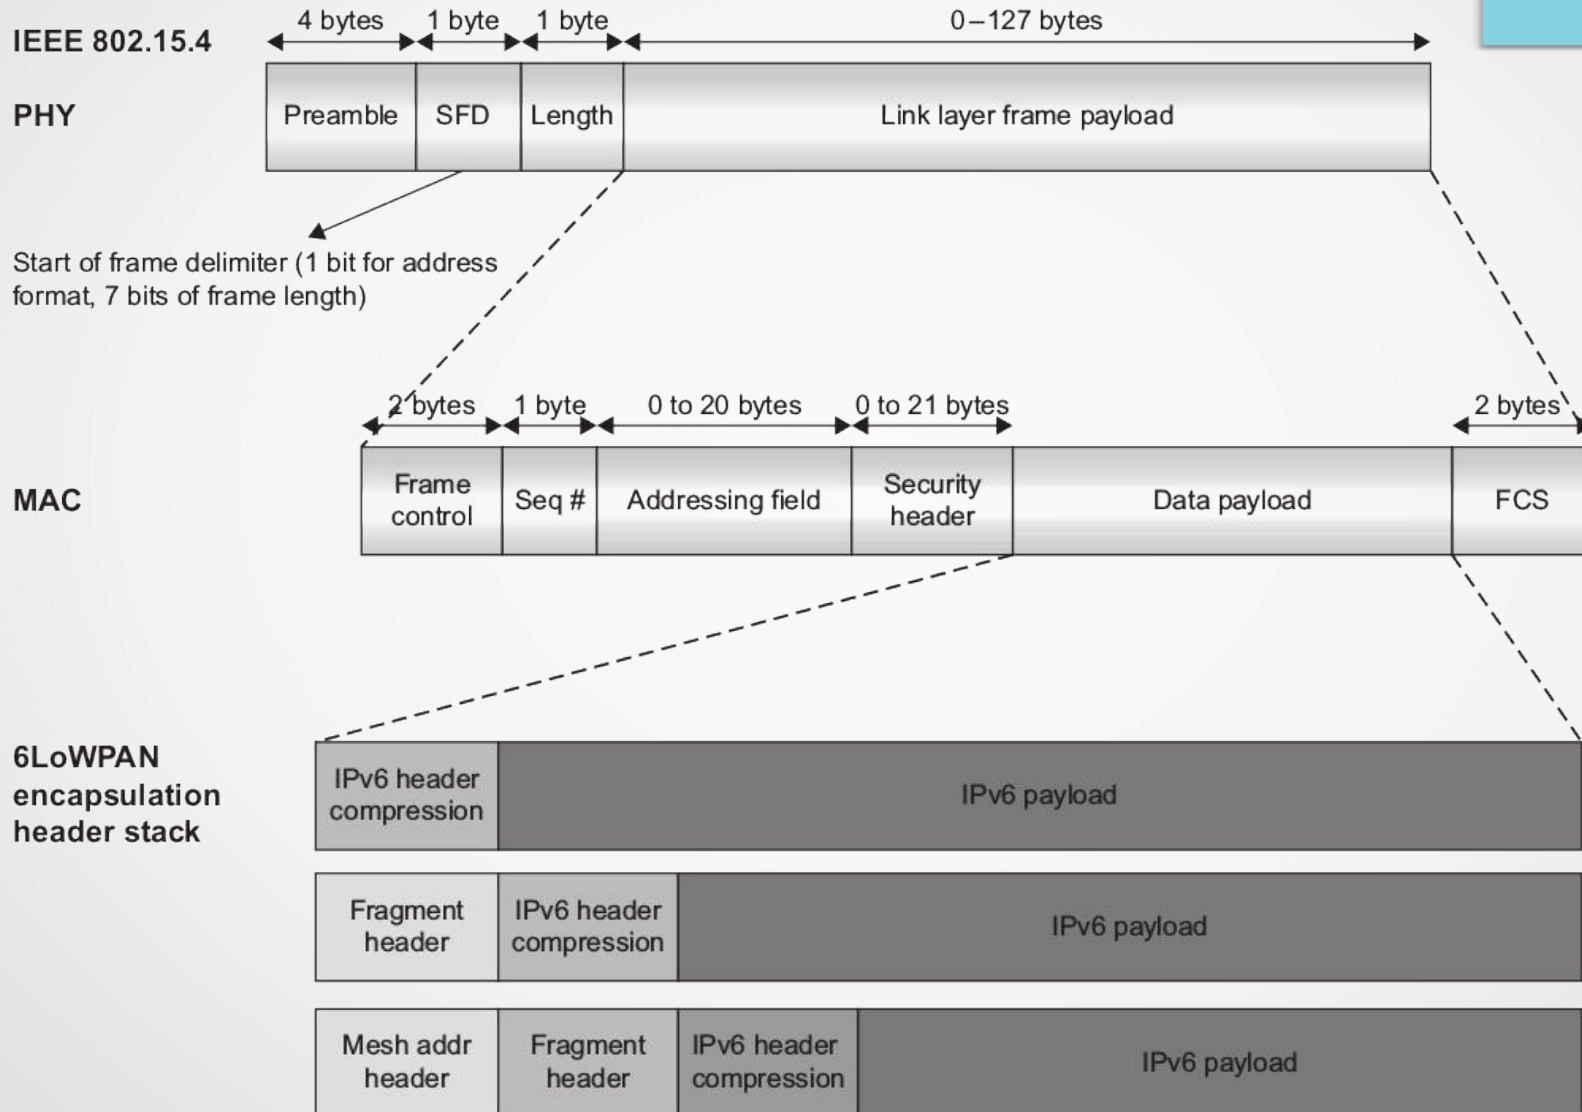 4 bytes 1 byte 1 byte 0–127 bytes
IEEE 802.15.4
PHY Preamble SFD Length Link layer frame payload
Start of frame delimiter (1 bit for address
format, 7 bits of frame length)
2 bytes 1 byte 0 to 20 bytes 0 to 21 bytes 2 bytes
MAC
Frame
control
Seq #
Addressing field
Security
header
Data payload
FCS
6LoWPAN
encapsulation
header stack
IPv6 header
compression
IPv6 payload
Fragment
header
IPv6 header
compression
IPv6 payload
Mesh addr
header
Fragment
header
IPv6 header
compression
IPv6 payload